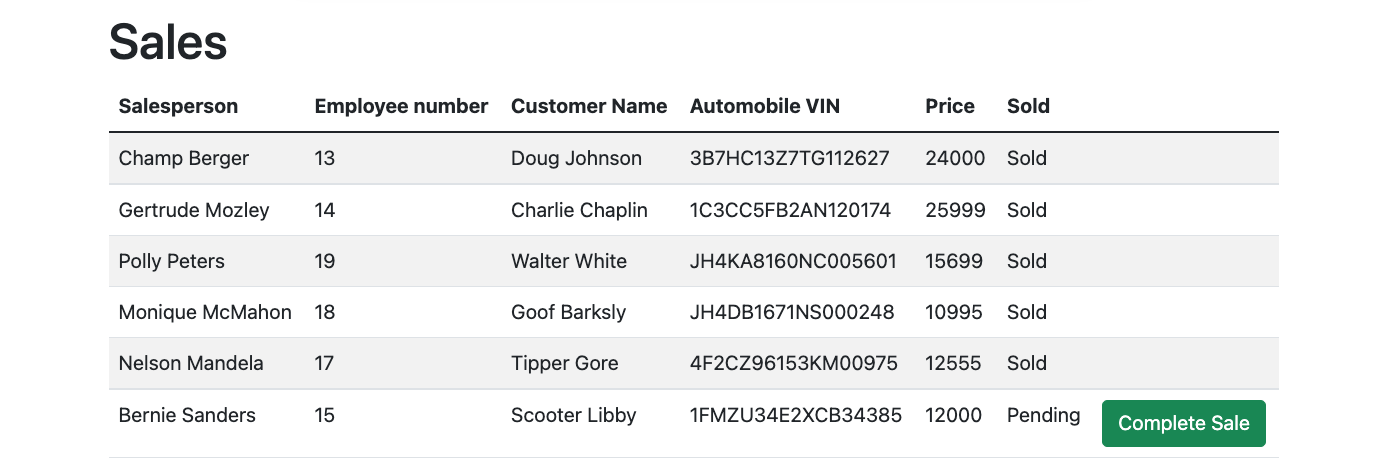 Sales
Salesperson Employee number Customer Name Automobile VIN Price Sold
Champ Berger 13 Doug Johnson 3B7HC13Z7TG112627 24000 Sold
Gertrude Mozley 14 Charlie Chaplin 1C3CC5FB2AN120174 25999 Sold
Polly Peters 19 Walter White JH4KA8160NC005601 15699 Sold
Monique McMahon 18 Goof Barksly JH4DB1671NS000248 10995 Sold
Nelson Mandela 17 Tipper Gore 4F2CZ96153KM00975 12555 Sold
Bernie Sanders 15 Scooter Libby 1FMZU34E2XCB34385 12000 Pending Complete Sale